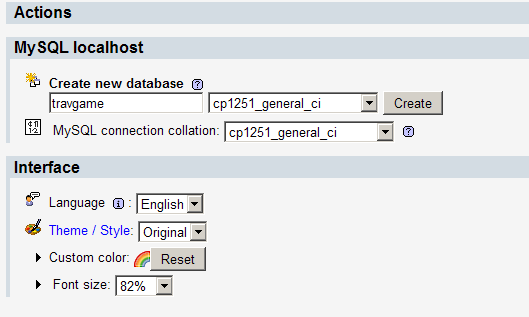 Actions
MySQL localhost
Create new database ?
travgame cp1251_general_ci Create
MySQL connection collation: cp1251_general_ci ?
Interface
Language i : English
Theme / Style: Original
Custom color: Reset
Font size: 82%